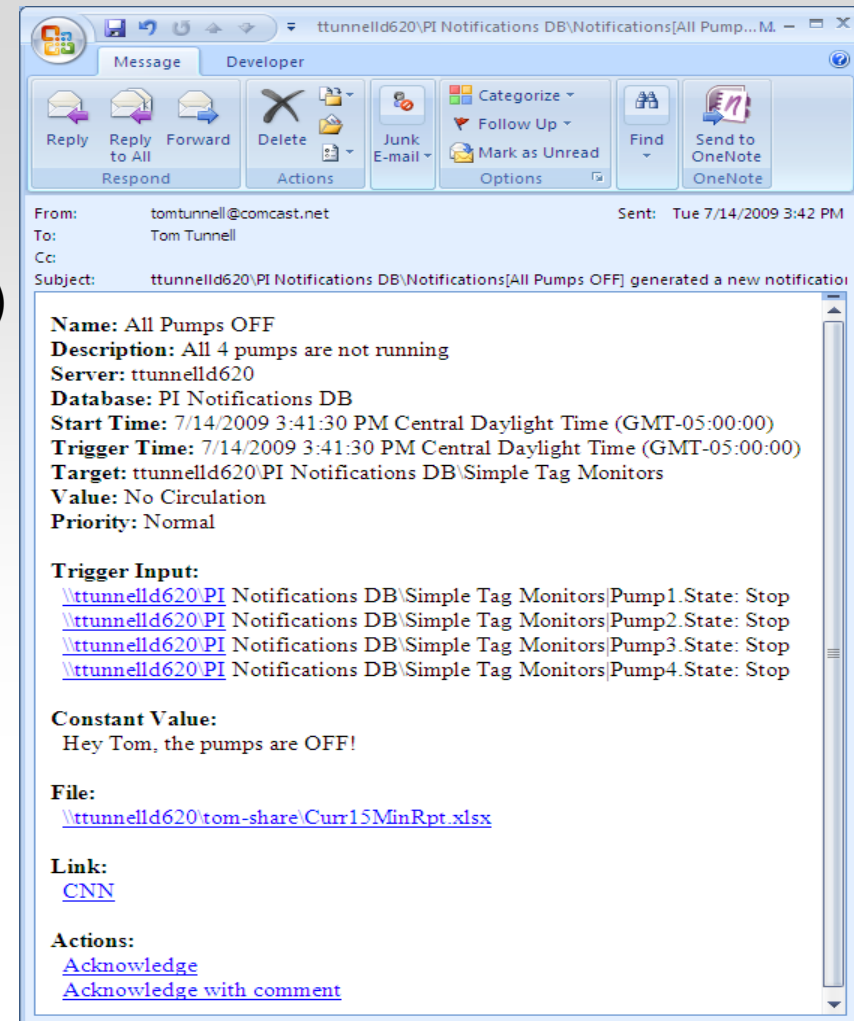 ttunnelld620\PI Notifications DB\Notifications[All Pump... M.
Message Developer
Reply Reply to All Forward Delete Junk E-mail Categorize Follow Up Mark as Unread Find Send to OneNote
Respond Actions Options OneNote
From: tomtunnell@comcast.net Sent: Tue 7/14/2009 3:42 PM
To: Tom Tunnell
Cc:
Subject: ttunnelld620\PI Notifications DB\Notifications[All Pumps OFF] generated a new notification
Name: All Pumps OFF
Description: All 4 pumps are not running
Server: ttunnelld620
Database: PI Notifications DB
Start Time: 7/14/2009 3:41:30 PM Central Daylight Time (GMT-05:00:00)
Trigger Time: 7/14/2009 3:41:30 PM Central Daylight Time (GMT-05:00:00)
Target: ttunnelld620\PI Notifications DB\Simple Tag Monitors
Value: No Circulation
Priority: Normal
Trigger Input:
\\ttunnelld620\PI Notifications DB\Simple Tag Monitors|Pump1.State: Stop
\\ttunnelld620\PI Notifications DB\Simple Tag Monitors|Pump2.State: Stop
\\ttunnelld620\PI Notifications DB\Simple Tag Monitors|Pump3.State: Stop
\\ttunnelld620\PI Notifications DB\Simple Tag Monitors|Pump4.State: Stop
Constant Value:
Hey Tom, the pumps are OFF!
File:
\\ttunnelld620\tom-share\Curr15MinRpt.xlsx
Link:
CNN
Actions:
Acknowledge
Acknowledge with comment